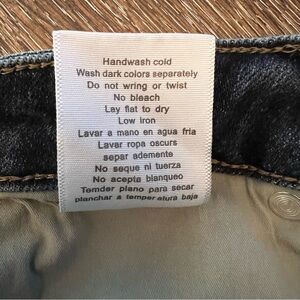 Handwash cold
Wash dark colors separately
Do not wring or twist
No bleach
Lay flat to dry
Low iron
Lavar a mano en agua fria
Lavar ropa oscurs
separ ademente
No seque ni tuerza
No acepte blanqueo
Temder plano para secar
planchar a temper atura baja